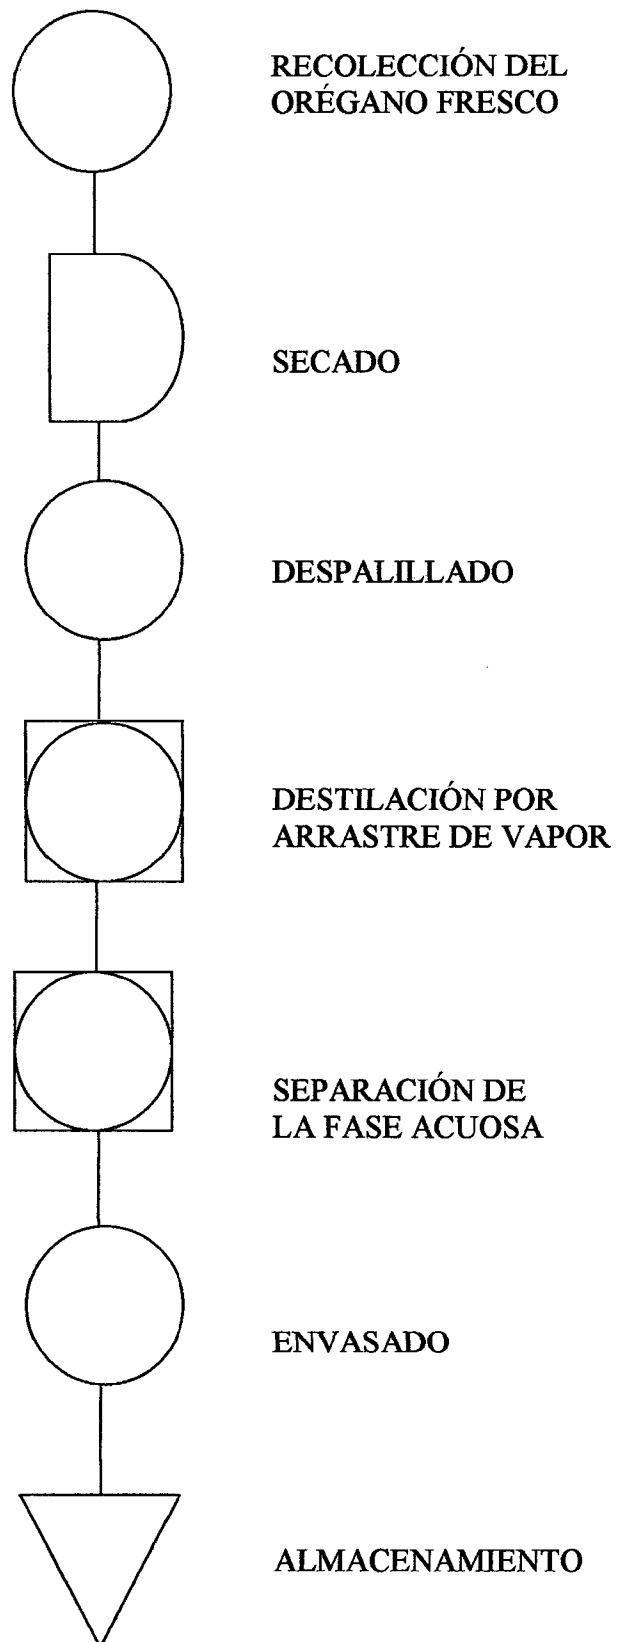 RECOLECCIÓN DEL
ORÉGANO FRESCO
SECADO
DESPALILLADO
DESTILACIÓN POR
ARRASTRE DE VAPOR
SEPARACIÓN DE
LA FASE ACUOSA
ENVASADO
ALMACENAMIENTO